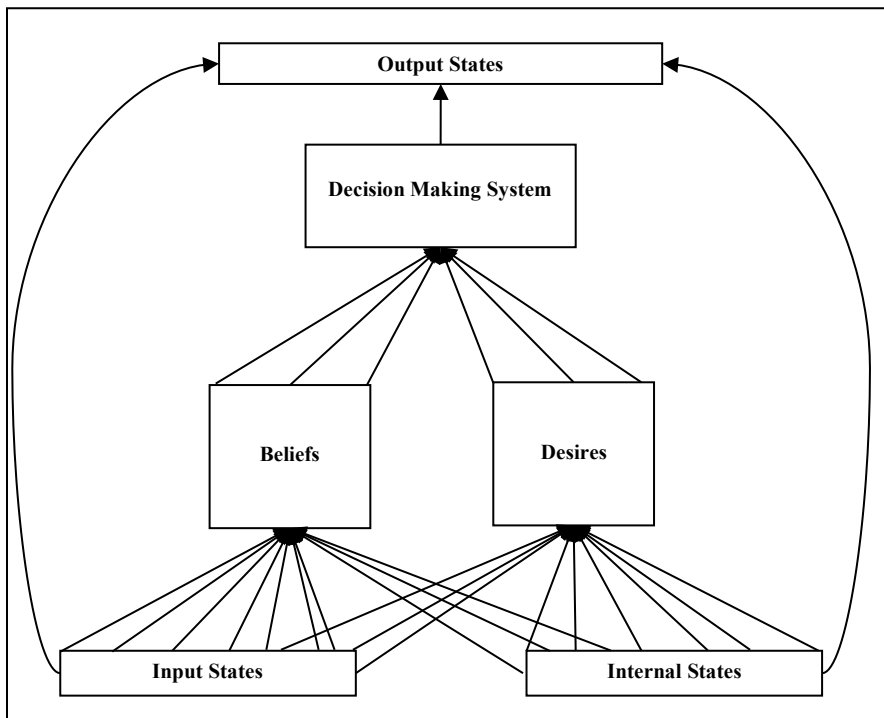 Output States
Decision Making System
Beliefs
Desires
Input States
Internal States